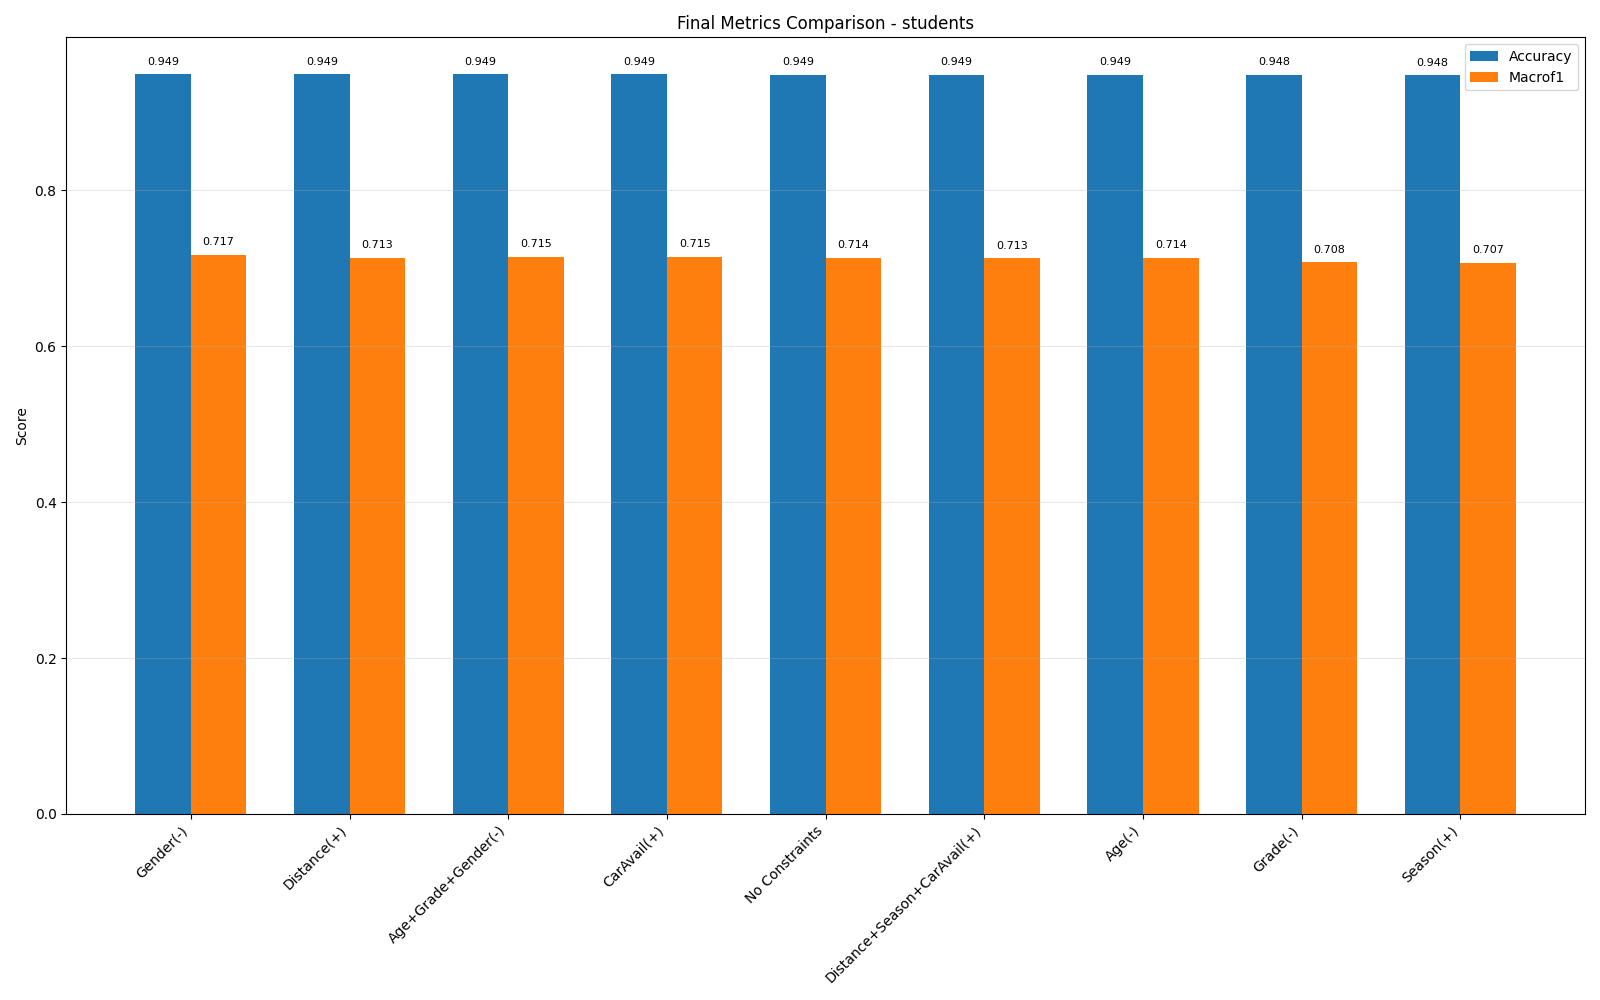 Final Metrics Comparison - students
Accuracy
Macrof1
0.949
0.949
0.949
0.949
0.949
0.949
0.949
0.948
0.948
0.717
0.713
0.715
0.715
0.714
0.713
0.714
0.708
0.707
Score
0.8
0.6
0.4
0.2
0.0
Gender(-)
Distance(+)
Age+Grade+Gender(-)
CarAvail(+)
No Constraints
Distance+Season+CarAvail(+)
Age(-)
Grade(-)
Season(+)